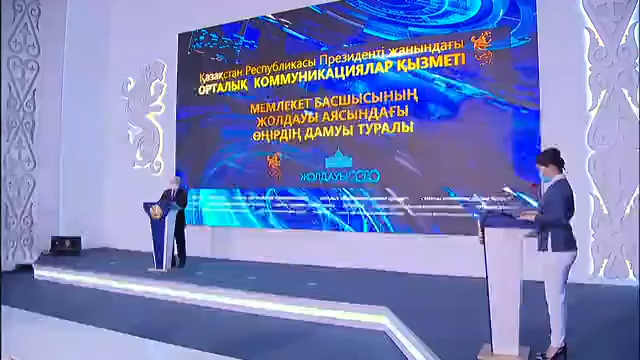 Қазақстан Республикасы Президенті жанындағы
ОРТАЛЫҚ КОММУНИКАЦИЯЛАР ҚЫЗМЕТІ
МЕМЛЕКЕТ БАСШЫСЫНЫҢ
ЖОЛДАУЫ АЯСЫНДАҒЫ
ӨҢІРДІҢ ДАМУЫ ТУРАЛЫ